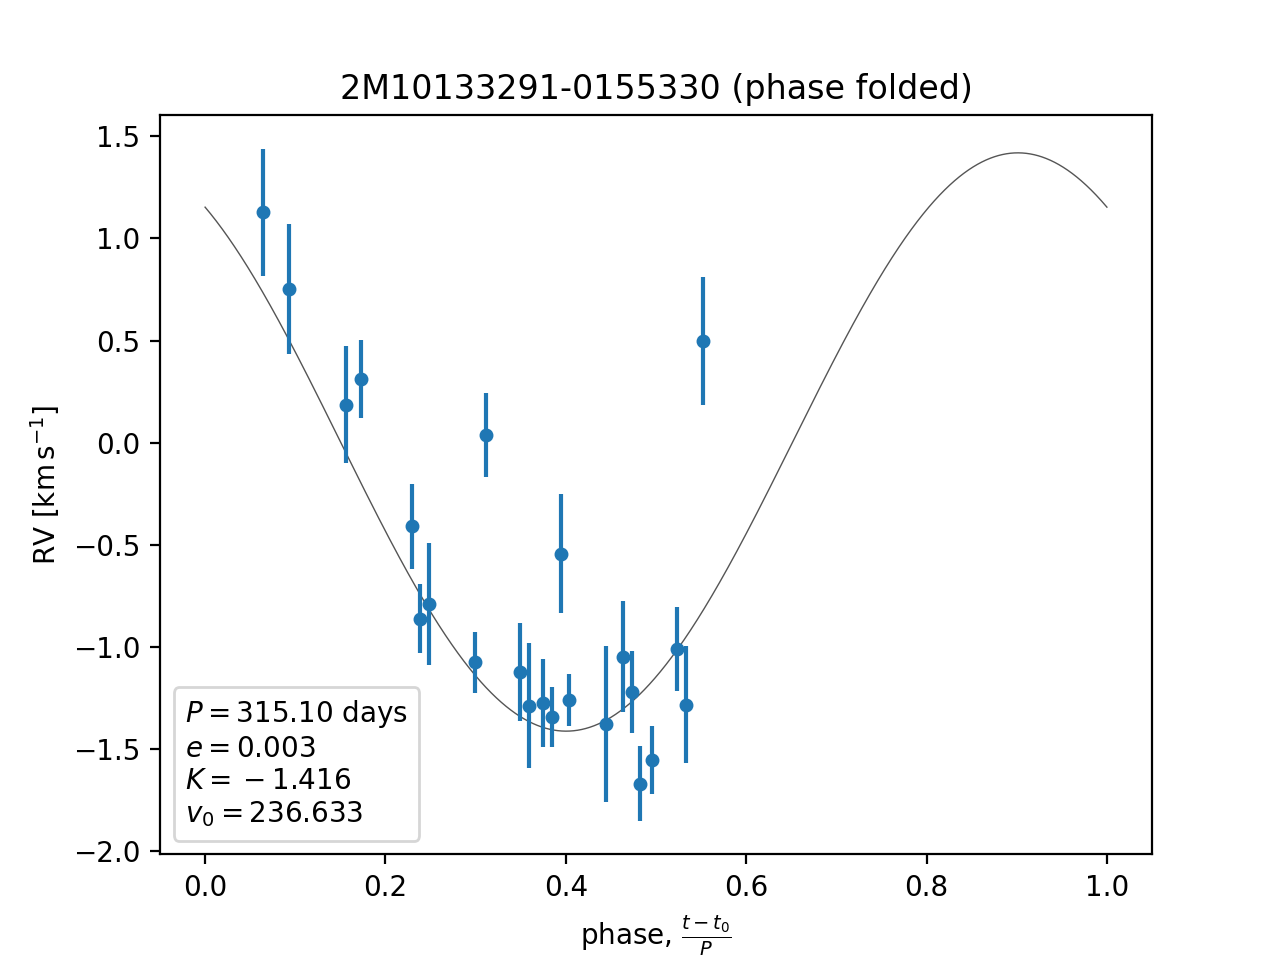 2M10133291-0155330 (phase folded)
RV [km s⁻¹]
1.5
1.0
0.5
0.0
−0.5
−1.0
−1.5
−2.0
P = 315.10 days
e = 0.003
K = −1.416
v₀ = 236.633
0.0 0.2 0.4 0.6 0.8 1.0
phase, (t − t₀)/P